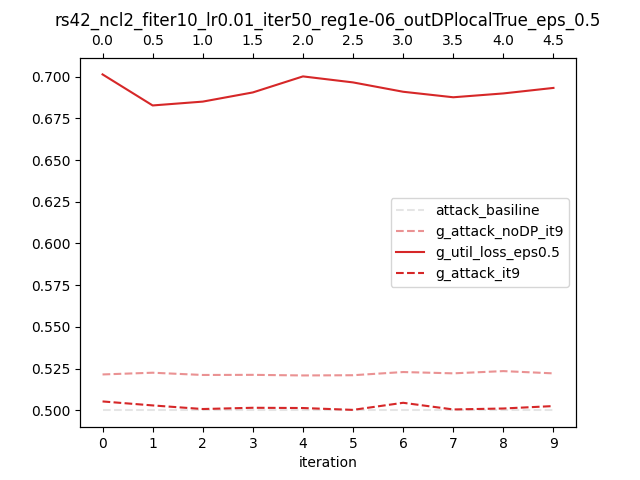 rs42_ncl2_fiter10_lr0.01_iter50_reg1e-06_outDPlocalTrue_eps_0.5
0.0 0.5 1.0 1.5 2.0 2.5 3.0 3.5 4.0 4.5
0.700
0.675
0.650
0.625
0.600
0.575
0.550
0.525
0.500
attack_basiline
g_attack_noDP_it9
g_util_loss_eps0.5
g_attack_it9
0 1 2 3 4 5 6 7 8 9
iteration